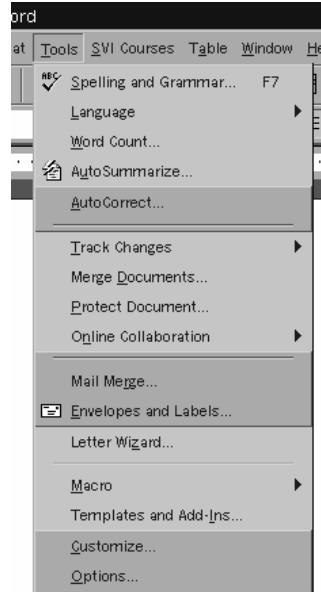 ord
at Tools SVI Courses Table Window He
ABC Spelling and Grammar... F7
Language
Word Count...
AutoSummarize...
AutoCorrect...
Track Changes
Merge Documents...
Protect Document...
Online Collaboration
Mail Merge...
Envelopes and Labels...
Letter Wizard...
Macro
Templates and Add-Ins...
Customize...
Options...